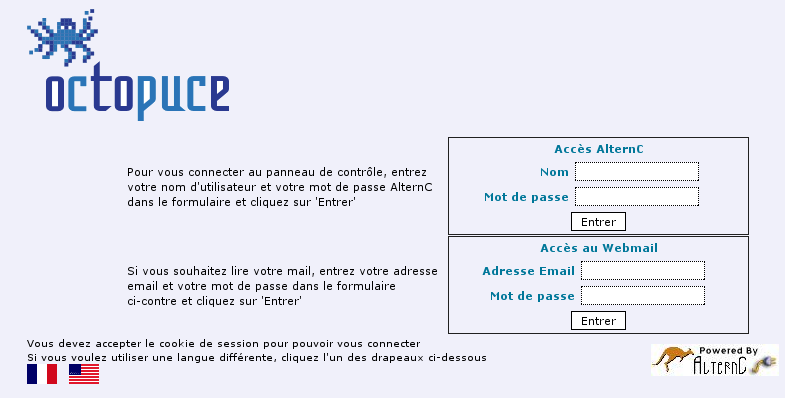 octopuce
Accès AlternC
Pour vous connecter au panneau de contrôle, entrez
votre nom d'utilisateur et votre mot de passe AlternC
dans le formulaire et cliquez sur 'Entrer'
Nom
Mot de passe
Entrer
Accès au Webmail
Si vous souhaitez lire votre mail, entrez votre adresse
email et votre mot de passe dans le formulaire
ci-contre et cliquez sur 'Entrer'
Adresse Email
Mot de passe
Entrer
Vous devez accepter le cookie de session pour pouvoir vous connecter
Si vous voulez utiliser une langue différente, cliquez l'un des drapeaux ci-dessous
Powered By
AlternC